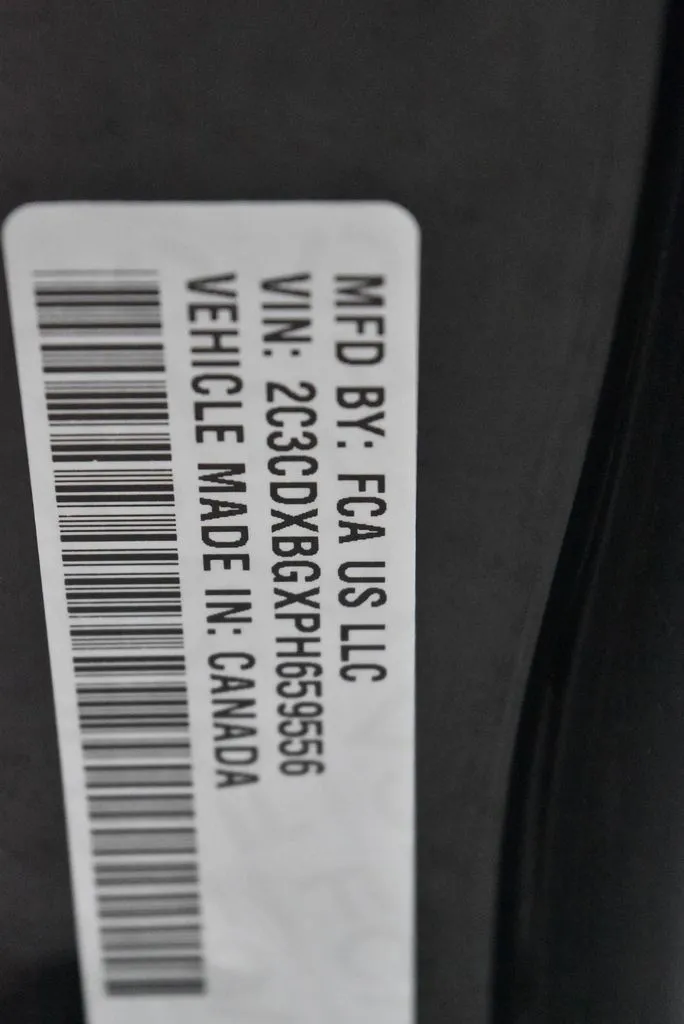 MFD BY: FCA US LLC
VIN: 2C3CDXBGXPH659556
VEHICLE MADE IN: CANADA